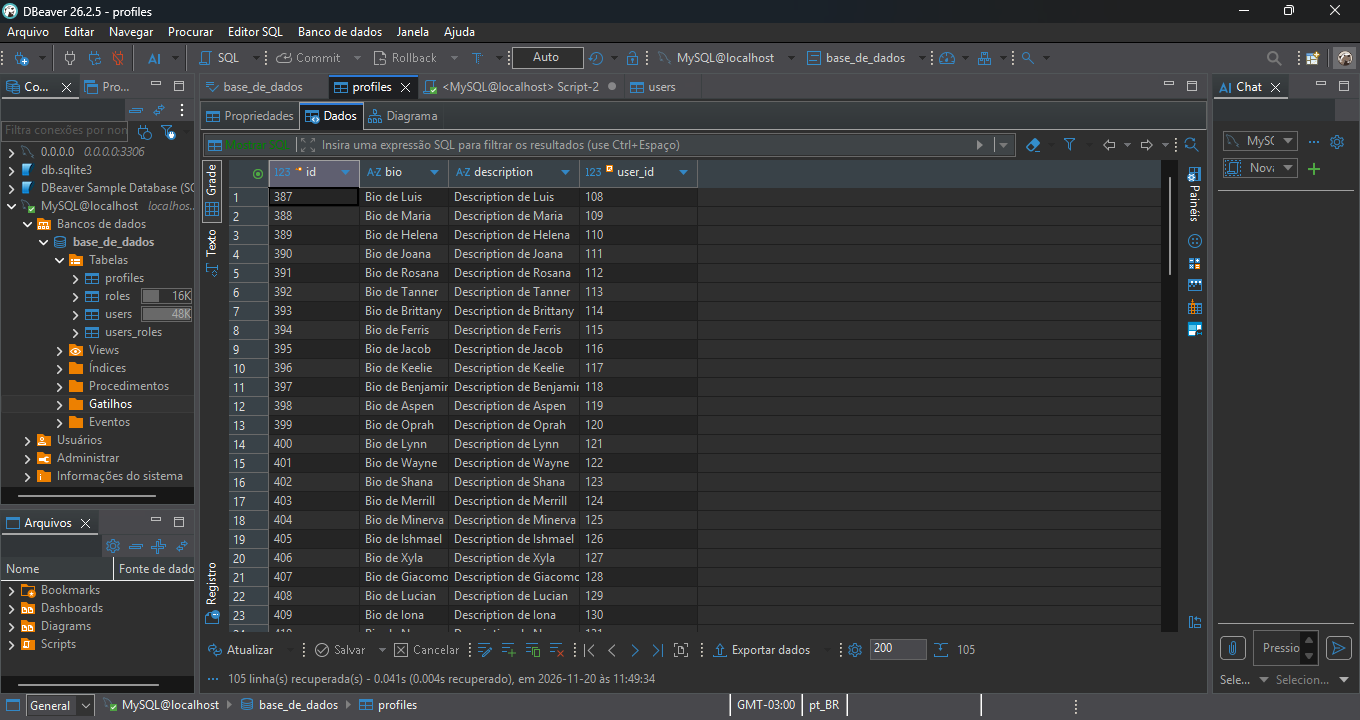 DBeaver 26.2.5 - profiles
Arquivo Editar Navegar Procurar Editor SQL Banco de dados Janela Ajuda
AI SQL Commit Rollback T Auto MySQL@localhost base_de_dados
Co... Pro... base_de_dados profiles <MySQL@localhost> Script-2 users AI Chat
Propriedades Dados Diagrama
Filtra conexões por nom
Mostrar SQL Insira uma expressão SQL para filtrar os resultados (use Ctrl+Espaço)
MyS
Nova
0.0.0.0 0.0.0.0:3306
db.sqlite3
DBeaver Sample Database (SQ
MySQL@localhost localhos...
Bancos de dados
base_de_dados
Tabelas
profiles
roles 16K
users 48K
users_roles
Views
Índices
Procedimentos
Gatilhos
Eventos
Usuários
Administrar
Informações do sistema
Arquivos
Nome Fonte de dado
Bookmarks
Dashboards
Diagrams
Scripts
Grade
Texto
Registro
123 id A-Z bio A-Z description 123 user_id
1 387 Bio de Luis Description de Luis 108
2 388 Bio de Maria Description de Maria 109
3 389 Bio de Helena Description de Helena 110
4 390 Bio de Joana Description de Joana 111
5 391 Bio de Rosana Description de Rosana 112
6 392 Bio de Tanner Description de Tanner 113
7 393 Bio de Brittany Description de Brittany 114
8 394 Bio de Ferris Description de Ferris 115
9 395 Bio de Jacob Description de Jacob 116
10 396 Bio de Keelie Description de Keelie 117
11 397 Bio de Benjamin Description de Benjamin 118
12 398 Bio de Aspen Description de Aspen 119
13 399 Bio de Oprah Description de Oprah 120
14 400 Bio de Lynn Description de Lynn 121
15 401 Bio de Wayne Description de Wayne 122
16 402 Bio de Shana Description de Shana 123
17 403 Bio de Merrill Description de Merrill 124
18 404 Bio de Minerva Description de Minerva 125
19 405 Bio de Ishmael Description de Ishmael 126
20 406 Bio de Xyla Description de Xyla 127
21 407 Bio de Giacomo Description de Giacomo 128
22 408 Bio de Lucian Description de Lucian 129
23 409 Bio de Iona Description de Iona 130
Painéis
Atualizar Salvar Cancelar Exportar dados 200 105
105 linha(s) recuperada(s) - 0.041s (0.004s recuperado), em 2026-11-20 às 11:49:34
Pressio
Sele... Selecion...
General MySQL@localhost base_de_dados profiles GMT-03:00 pt_BR